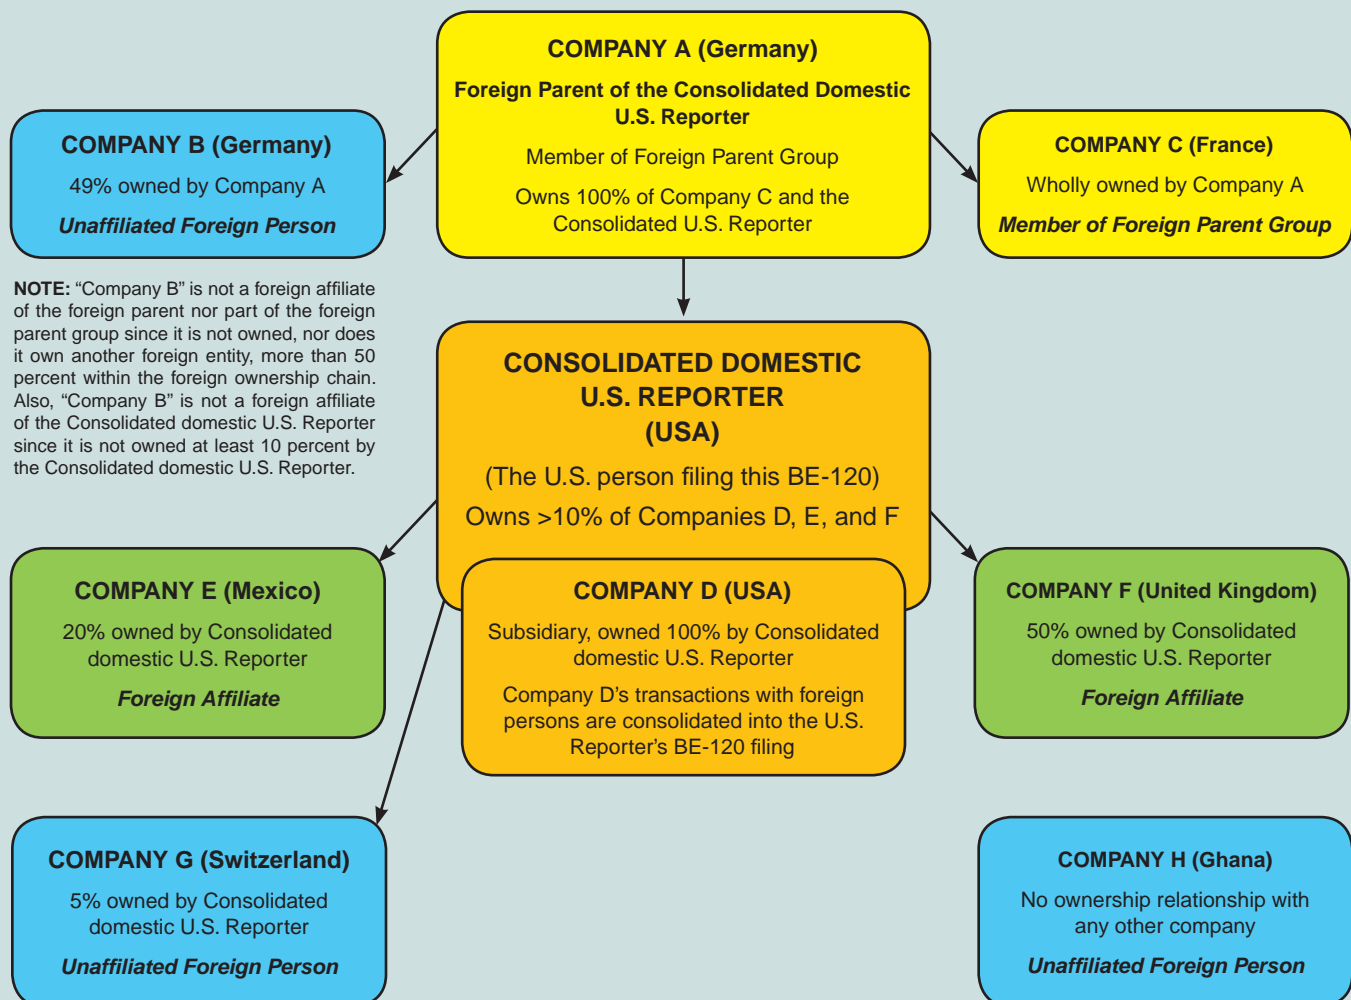 COMPANY A (Germany)
Foreign Parent of the Consolidated Domestic
U.S. Reporter
Member of Foreign Parent Group
Owns 100% of Company C and the
Consolidated U.S. Reporter
COMPANY B (Germany)
49% owned by Company A
Unaffiliated Foreign Person
COMPANY C (France)
Wholly owned by Company A
Member of Foreign Parent Group
NOTE: “Company B” is not a foreign affiliate
of the foreign parent nor part of the foreign
parent group since it is not owned, nor does
it own another foreign entity, more than 50
percent within the foreign ownership chain.
Also, “Company B” is not a foreign affiliate
of the Consolidated domestic U.S. Reporter
since it is not owned at least 10 percent by
the Consolidated domestic U.S. Reporter.
CONSOLIDATED DOMESTIC
U.S. REPORTER
(USA)
(The U.S. person filing this BE-120)
Owns >10% of Companies D, E, and F
COMPANY E (Mexico)
20% owned by Consolidated
domestic U.S. Reporter
Foreign Affiliate
COMPANY D (USA)
Subsidiary, owned 100% by Consolidated
domestic U.S. Reporter
Company D’s transactions with foreign
persons are consolidated into the U.S.
Reporter’s BE-120 filing
COMPANY F (United Kingdom)
50% owned by Consolidated
domestic U.S. Reporter
Foreign Affiliate
COMPANY G (Switzerland)
5% owned by Consolidated
domestic U.S. Reporter
Unaffiliated Foreign Person
COMPANY H (Ghana)
No ownership relationship with
any other company
Unaffiliated Foreign Person